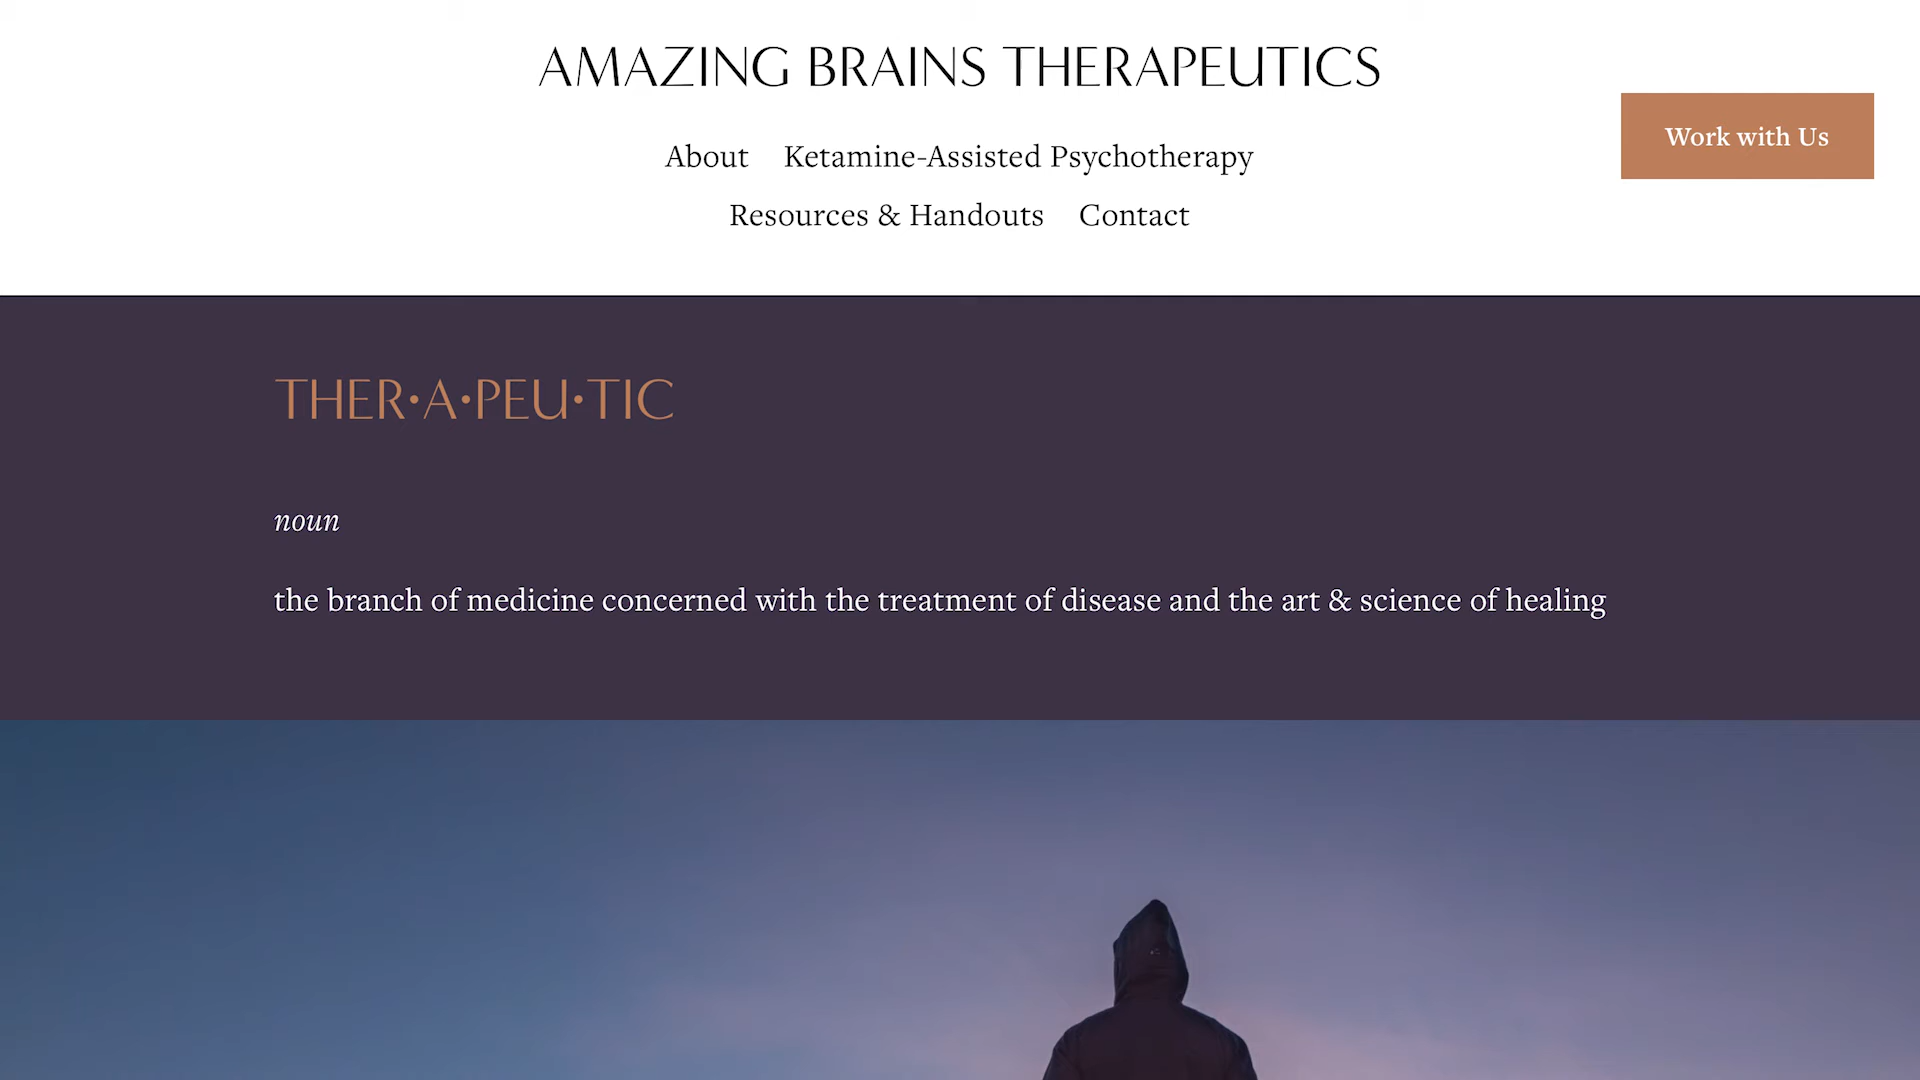 AMAZING BRAINS THERAPEUTICS
About Ketamine-Assisted Psychotherapy
Resources & Handouts Contact
Work with Us
THER•A•PEU•TIC
noun
the branch of medicine concerned with the treatment of disease and the art & science of healing